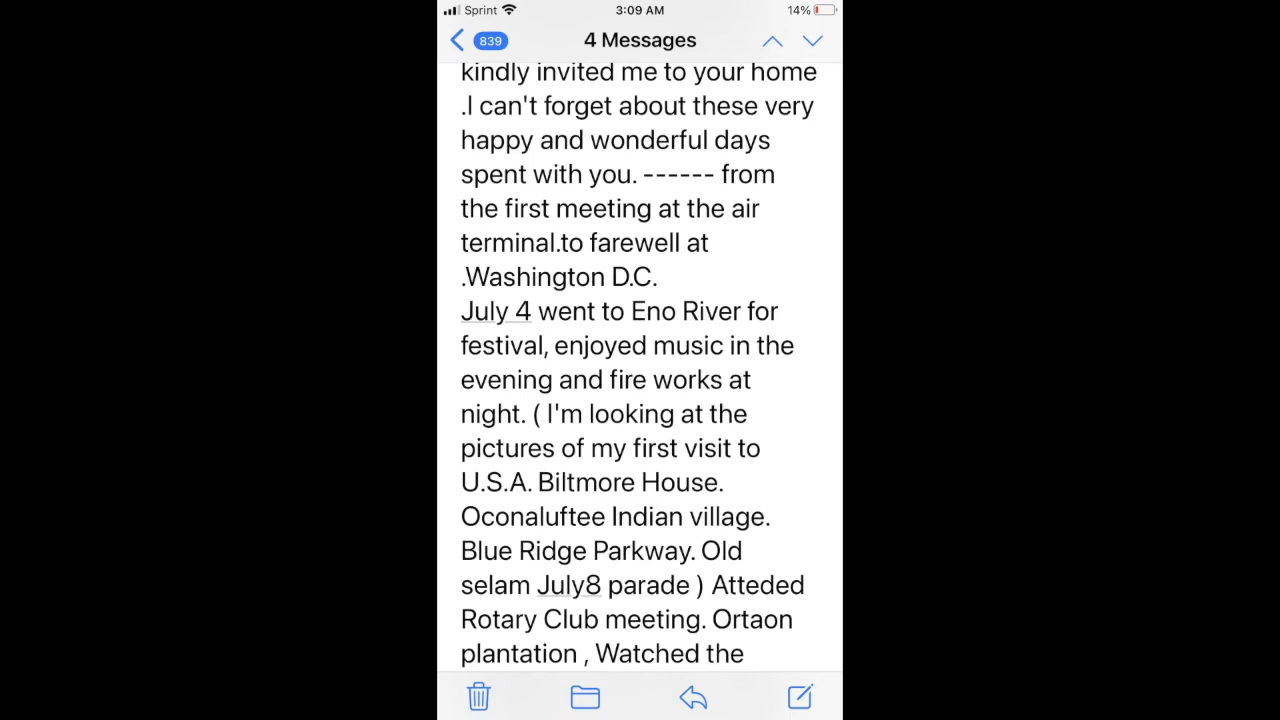 Sprint 3:09 AM 14%
839 4 Messages
kindly invited me to your home
.I can't forget about these very
happy and wonderful days
spent with you. ------ from
the first meeting at the air
terminal.to farewell at
.Washington D.C.
July 4 went to Eno River for
festival, enjoyed music in the
evening and fire works at
night. ( I'm looking at the
pictures of my first visit to
U.S.A. Biltmore House.
Oconaluftee Indian village.
Blue Ridge Parkway. Old
selam July8 parade ) Atteded
Rotary Club meeting. Ortaon
plantation , Watched the